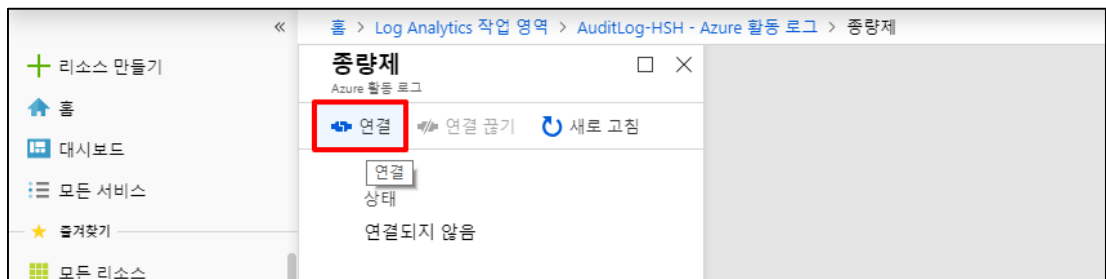 «
홈 > Log Analytics 작업 영역 > AuditLog-HSH - Azure 활동 로그 > 종량제
리소스 만들기
홈
대시보드
모든 서비스
즐겨찾기
모든 리소스
종량제
Azure 활동 로그
연결 연결 끊기 새로 고침
연결
상태
연결되지 않음